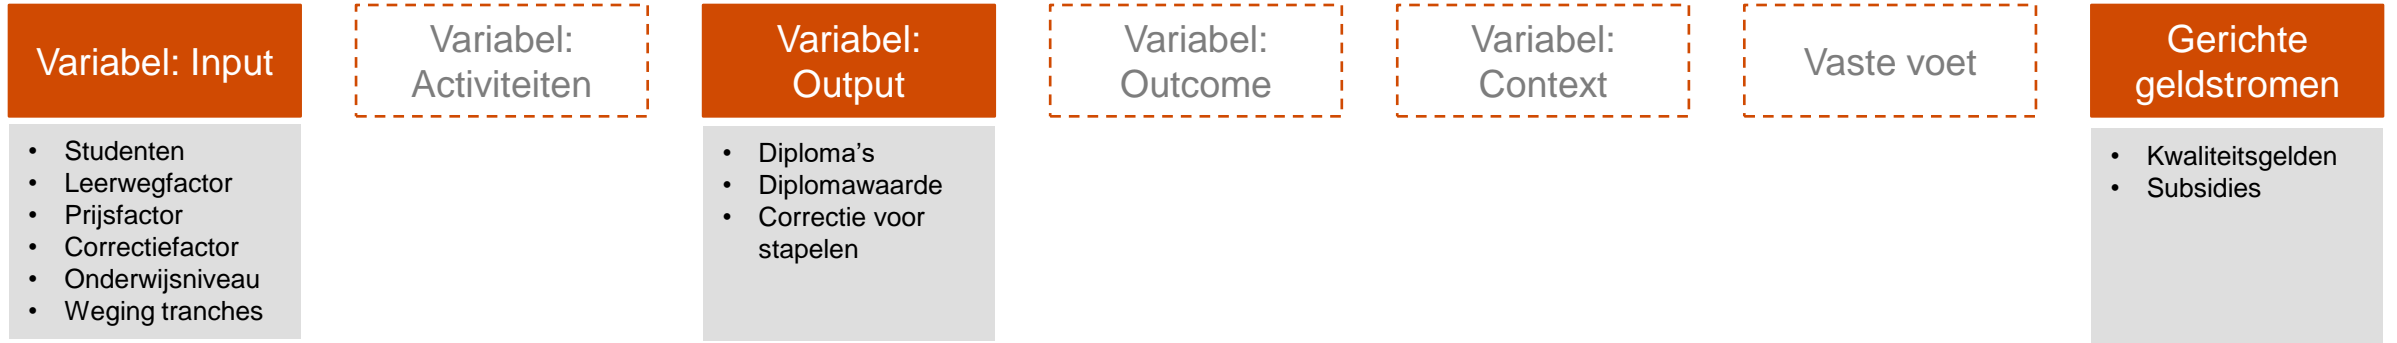 Variabel: Input
• Studenten
• Leerwegfactor
• Prijsfactor
• Correctiefactor
• Onderwijsniveau
• Weging tranches
Variabel:
Activiteiten
Variabel:
Output
• Diploma's
• Diplomawaarde
• Correctie voor
stapelen
Variabel:
Outcome
Variabel:
Context
Vaste voet
Gerichte
geldstromen
• Kwaliteitsgelden
• Subsidies